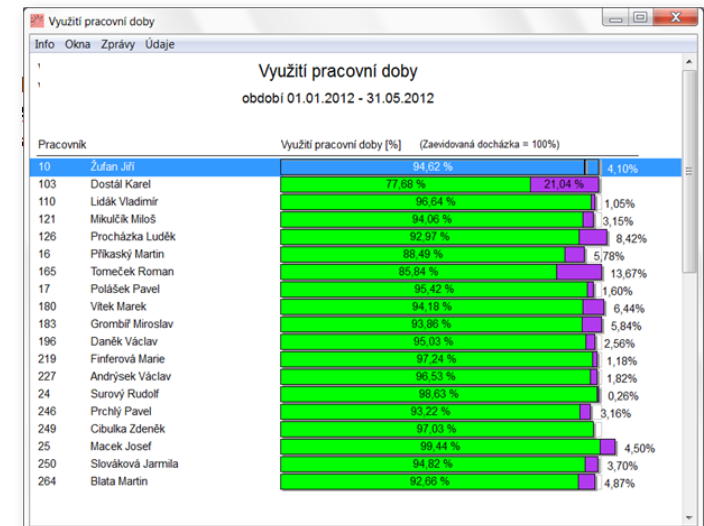 Využití pracovní doby
Info Okna Zprávy Údaje
Využití pracovní doby
období 01.01.2012 - 31.05.2012
Pracovník Využití pracovní doby [%] (Zaevidovaná docházka = 100%)
10 Žufan Jiří 94,62 % 4,10%
103 Dostál Karel 77,68 % 21,04 %
110 Lidák Vladimír 96,64 % 1,05%
121 Mikulčík Miloš 94,06 % 3,15%
126 Procházka Luděk 92,97 % 8,42%
16 Příkaský Martin 88,49 % 5,78%
165 Tomeček Roman 85,84 % 13,67%
17 Polášek Pavel 95,42 % 1,60%
180 Vítek Marek 94,18 % 6,44%
183 Grombíř Miroslav 93,86 % 5,84%
196 Daněk Václav 95,03 % 2,56%
219 Finferová Marie 97,24 % 1,18%
227 Andrýsek Václav 96,53 % 1,82%
24 Surový Rudolf 98,63 % 0,26%
246 Prchlý Pavel 93,22 % 3,16%
249 Cibulka Zdeněk 97,03 %
25 Macek Josef 99,44 % 4,50%
250 Slováková Jarmila 94,82 % 3,70%
264 Blata Martin 92,66 % 4,87%